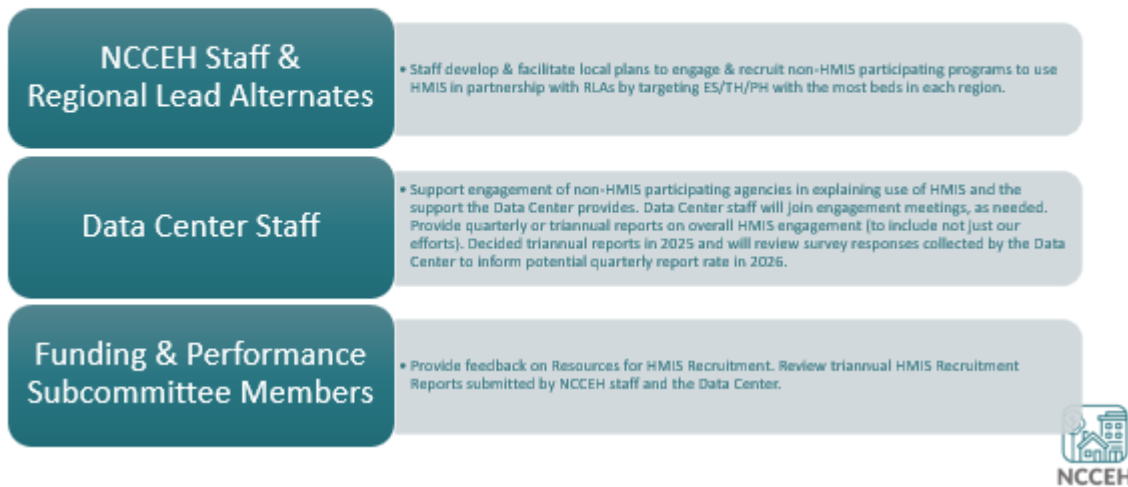 NCCEH Staff &
Regional Lead Alternates
• Staff develop & facilitate local plans to engage & recruit non-HMIS participating programs to use
HMIS in partnership with RLAs by targeting ES/TH/PH with the most beds in each region.
Data Center Staff
• Support engagement of non-HMIS participating agencies in explaining use of HMIS and the
support the Data Center provides. Data Center staff will join engagement meetings, as needed.
Provide quarterly or triannual reports on overall HMIS engagement (to include not just our
efforts). Decided triannual reports in 2025 and will review survey responses collected by the Data
Center to inform potential quarterly report rate in 2026.
Funding & Performance
Subcommittee Members
• Provide feedback on Resources for HMIS Recruitment. Review triannual HMIS Recruitment
Reports submitted by NCCEH staff and the Data Center.
NCCEH